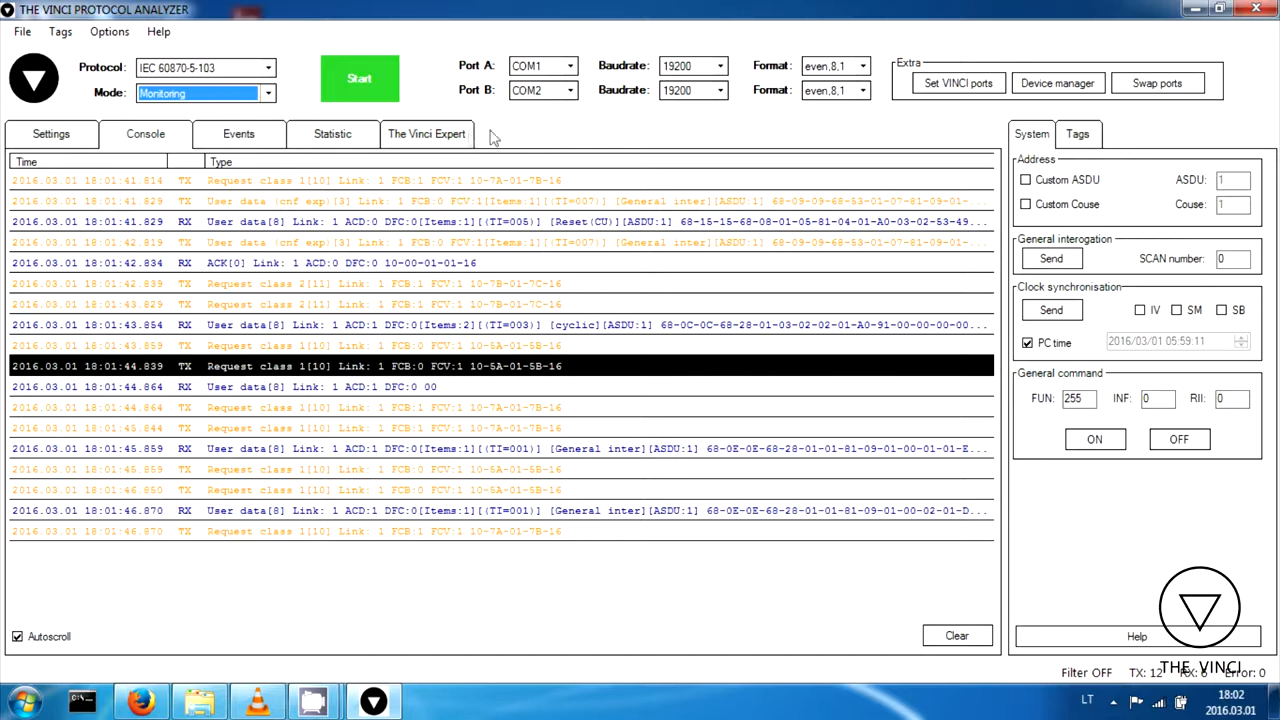 THE VINCI PROTOCOL ANALYZER
File Tags Options Help
Protocol: IEC 60870-5-103
Mode: Monitoring
Start
Port A: COM1 Baudrate: 19200 Format: even,8,1
Port B: COM2 Baudrate: 19200 Format: even,8,1
Extra
Set VINCI ports Device manager Swap ports
Settings Console Events Statistic The Vinci Expert
Time Type
2016.03.01 18:01:41.814 TX Request class 1[10] Link: 1 FCB:1 FCV:1 10-7A-01-7B-16
2016.03.01 18:01:41.829 TX User data (cnf exp)[3] Link: 1 FCB:0 FCV:1[Items:1][(TI=007)] [General inter][ASDU:1] 68-09-09-68-53-01-07-81-09-01-...
2016.03.01 18:01:41.829 RX User data[8] Link: 1 ACD:1 DFC:0[Items:1][(TI=005)] [Reset(CU)][ASDU:1] 68-15-15-68-08-01-05-81-04-01-A0-03-02-53-49...
2016.03.01 18:01:42.819 TX User data (cnf exp)[3] Link: 1 FCB:0 FCV:1[Items:1][(TI=007)] [General inter][ASDU:1] 68-09-09-68-53-01-07-81-09-01-...
2016.03.01 18:01:42.834 RX ACK[0] Link: 1 ACD:0 DFC:0 10-00-01-01-16
2016.03.01 18:01:42.839 TX Request class 2[11] Link: 1 FCB:1 FCV:1 10-7B-01-7C-16
2016.03.01 18:01:43.829 TX Request class 2[11] Link: 1 FCB:1 FCV:1 10-7B-01-7C-16
2016.03.01 18:01:43.854 RX User data[8] Link: 1 ACD:1 DFC:0[Items:2][(TI=003)] [cyclic][ASDU:1] 68-0C-0C-68-28-01-03-02-02-01-A0-91-00-00-00-00...
2016.03.01 18:01:43.859 TX Request class 1[10] Link: 1 FCB:0 FCV:1 10-5A-01-5B-16
2016.03.01 18:01:44.839 TX Request class 1[10] Link: 1 FCB:0 FCV:1 10-5A-01-5B-16
2016.03.01 18:01:44.864 RX User data[8] Link: 1 ACD:1 DFC:0 00
2016.03.01 18:01:44.864 TX Request class 1[10] Link: 1 FCB:1 FCV:1 10-7A-01-7B-16
2016.03.01 18:01:45.844 TX Request class 1[10] Link: 1 FCB:1 FCV:1 10-7A-01-7B-16
2016.03.01 18:01:45.859 RX User data[8] Link: 1 ACD:1 DFC:0[Items:1][(TI=001)] [General inter][ASDU:1] 68-0E-0E-68-28-01-01-81-09-01-00-01-01-E...
2016.03.01 18:01:45.859 TX Request class 1[10] Link: 1 FCB:0 FCV:1 10-5A-01-5B-16
2016.03.01 18:01:46.850 TX Request class 1[10] Link: 1 FCB:0 FCV:1 10-5A-01-5B-16
2016.03.01 18:01:46.870 RX User data[8] Link: 1 ACD:1 DFC:0[Items:1][(TI=001)] [General inter][ASDU:1] 68-0E-0E-68-28-01-01-81-09-01-00-02-01-D...
2016.03.01 18:01:46.870 TX Request class 1[10] Link: 1 FCB:1 FCV:1 10-7A-01-7B-16
Autoscroll Clear
System Tags
Address
Custom ASDU ASDU: 1
Custom Couse Couse: 1
General interogation
Send SCAN number: 0
Clock synchronisation
Send IV SM SB
PC time 2016/03/01 05:59:11
General command
FUN: 255 INF: 0 RII: 0
ON OFF
Help
THE VINCI
Filter OFF TX: 12 Error: 0
LT 18:02
2016.03.01